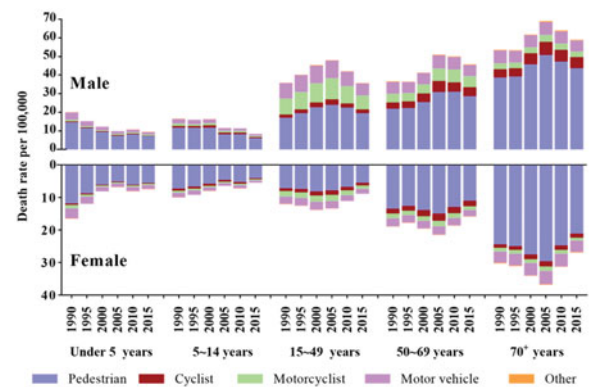 70
60
50
40
30
20
10
0
Male
Death rate per 100,000
0
10
20
30
40
Female
1990 1995 2000 2005 2010 2015 1990 1995 2000 2005 2010 2015 1990 1995 2000 2005 2010 2015 1990 1995 2000 2005 2010 2015 1990 1995 2000 2005 2010 2015
Under 5 years 5~14 years 15~49 years 50~69 years 70+ years
Pedestrian Cyclist Motorcyclist Motor vehicle Other